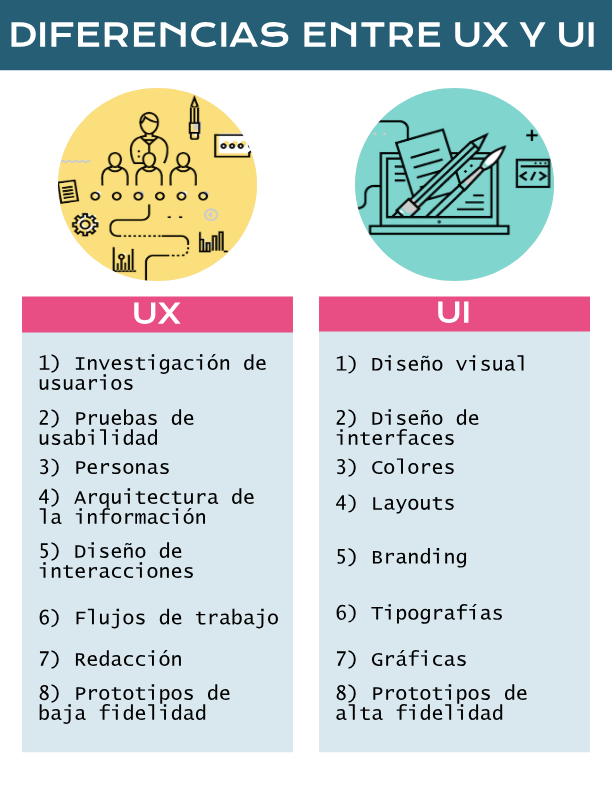 DIFERENCIAS ENTRE UX Y UI
</>
UX
1) Investigación de
usuarios
2) Pruebas de
usabilidad
3) Personas
4) Arquitectura de
la información
5) Diseño de
interacciones
6) Flujos de trabajo
7) Redacción
8) Prototipos de
baja fidelidad
UI
1) Diseño visual
2) Diseño de
interfaces
3) Colores
4) Layouts
5) Branding
6) Tipografías
7) Gráficas
8) Prototipos de
alta fidelidad